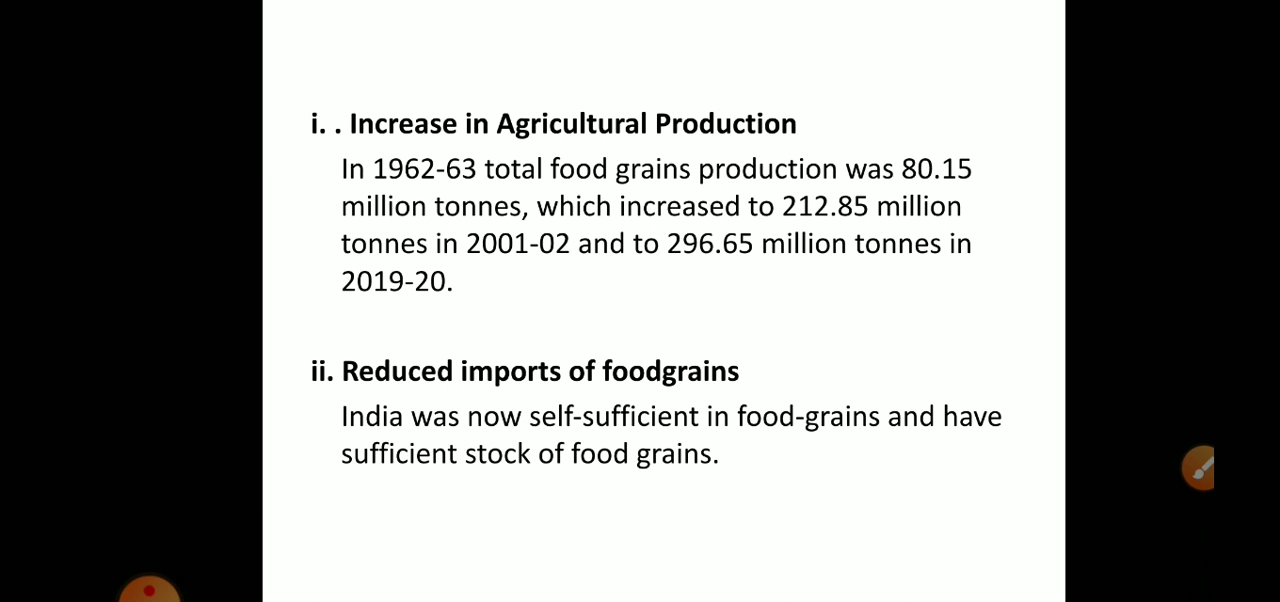 i. . Increase in Agricultural Production
In 1962-63 total food grains production was 80.15
million tonnes, which increased to 212.85 million
tonnes in 2001-02 and to 296.65 million tonnes in
2019-20.
ii. Reduced imports of foodgrains
India was now self-sufficient in food-grains and have
sufficient stock of food grains.